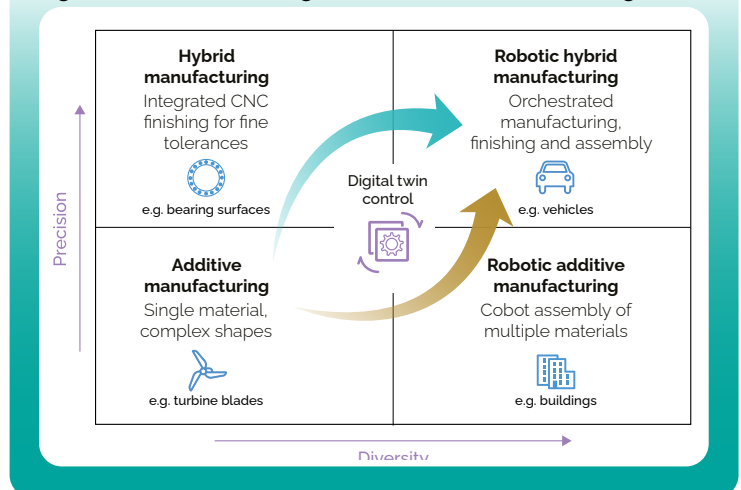 Hybrid
manufacturing
Integrated CNC
finishing for fine
tolerances
e.g. bearing surfaces
Robotic hybrid
manufacturing
Orchestrated
manufacturing,
finishing and assembly
e.g. vehicles
Digital twin
control
Precision
Additive
manufacturing
Single material,
complex shapes
e.g. turbine blades
Robotic additive
manufacturing
Cobot assembly of
multiple materials
e.g. buildings
Diversity